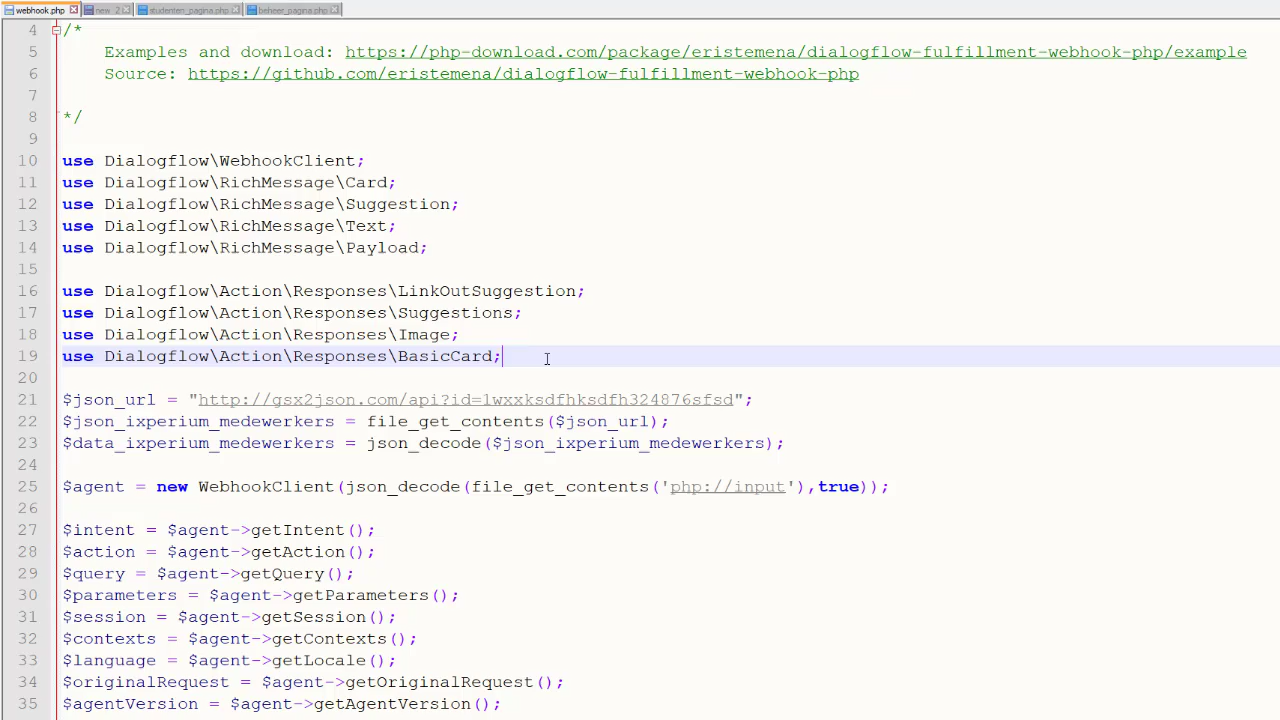 webhook.php new_2 studenten_pagina.php beheer_pagina.php
4 /*
5 Examples and download: https://php-download.com/package/eristemena/dialogflow-fulfillment-webhook-php/example
6 Source: https://github.com/eristemena/dialogflow-fulfillment-webhook-php
7
8 */
9
10 use Dialogflow\WebhookClient;
11 use Dialogflow\RichMessage\Card;
12 use Dialogflow\RichMessage\Suggestion;
13 use Dialogflow\RichMessage\Text;
14 use Dialogflow\RichMessage\Payload;
15
16 use Dialogflow\Action\Responses\LinkOutSuggestion;
17 use Dialogflow\Action\Responses\Suggestions;
18 use Dialogflow\Action\Responses\Image;
19 use Dialogflow\Action\Responses\BasicCard;
20
21 $json_url = "http://gsx2json.com/api?id=1wxxksdfhksdfh324876sfsd";
22 $json_ixperium_medewerkers = file_get_contents($json_url);
23 $data_ixperium_medewerkers = json_decode($json_ixperium_medewerkers);
24
25 $agent = new WebhookClient(json_decode(file_get_contents('php://input'),true));
26
27 $intent = $agent->getIntent();
28 $action = $agent->getAction();
29 $query = $agent->getQuery();
30 $parameters = $agent->getParameters();
31 $session = $agent->getSession();
32 $contexts = $agent->getContexts();
33 $language = $agent->getLocale();
34 $originalRequest = $agent->getOriginalRequest();
35 $agentVersion = $agent->getAgentVersion();